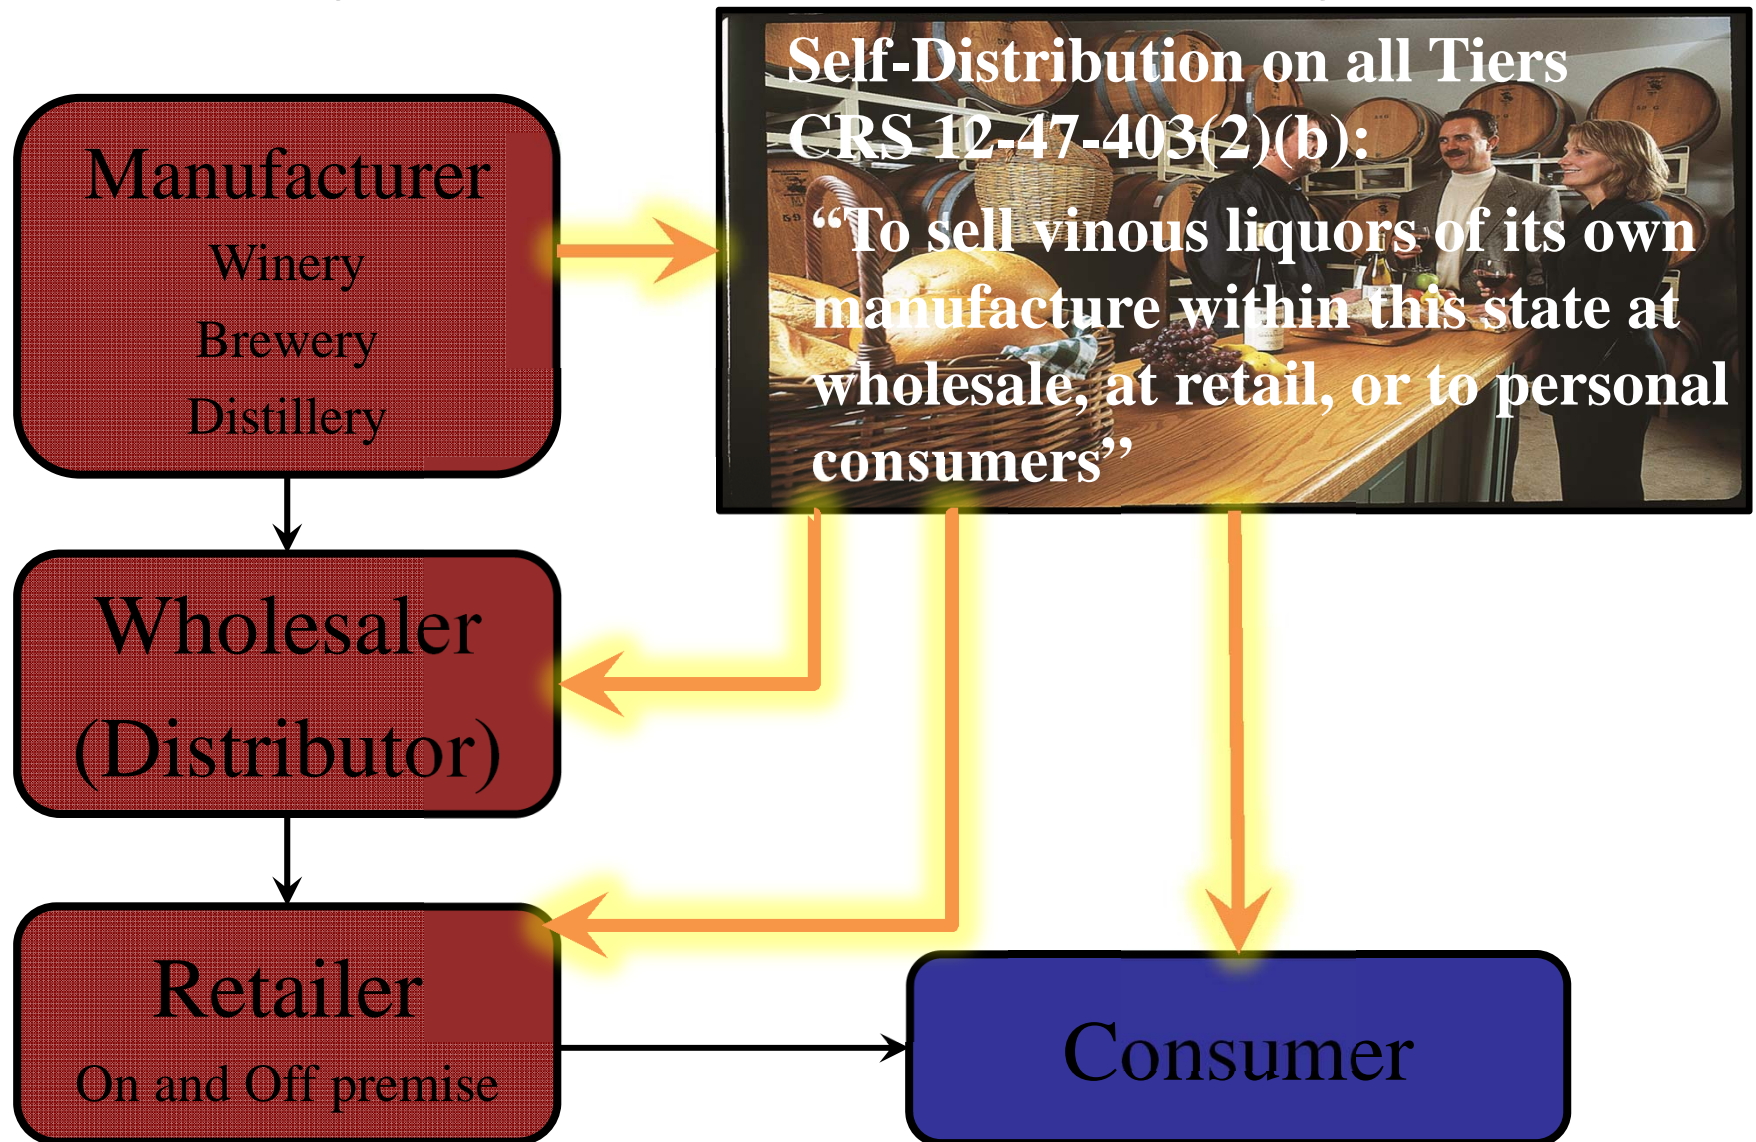 Self-Distribution on all Tiers
CRS 12-47-403(2)(b):
“To sell vinous liquors of its own
manufacture within this state at
wholesale, at retail, or to personal
consumers”
Manufacturer
Winery
Brewery
Distillery
Wholesaler
(Distributor)
Retailer
On and Off premise
Consumer